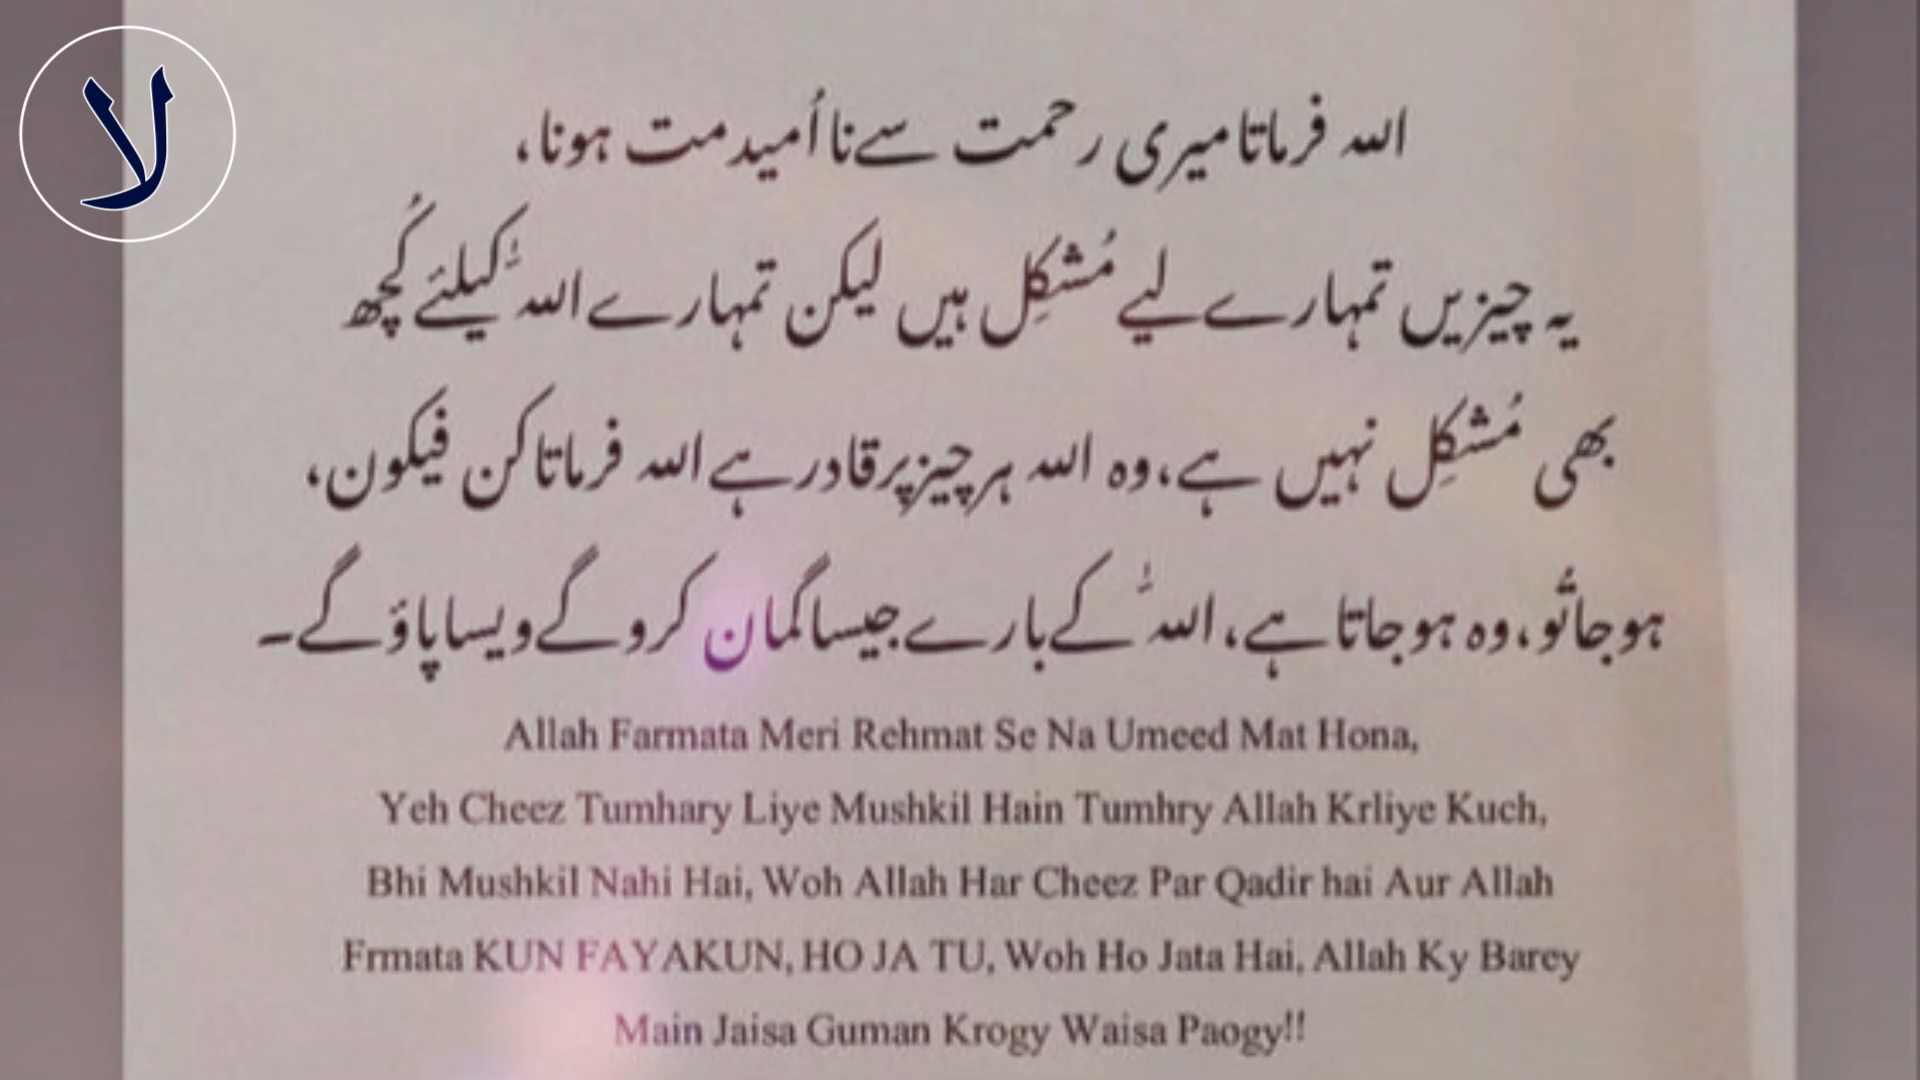 لا
اللہ فرماتا میری رحمت سے نا اُمید مت ہونا،
یہ چیزیں تمہارے لیے مُشکِل ہیں لیکن تمہارے اللہ کیلئے کُچھ
بھی مُشکِل نہیں ہے، وہ اللہ ہر چیز پر قادر ہے اللہ فرماتا کن فیکون،
ہو جا تُو، وہ ہو جاتا ہے، اللہ کے بارے جیسا گمان کرو گے ویسا پاؤ گے۔
Allah Farmata Meri Rehmat Se Na Umeed Mat Hona,
Yeh Cheez Tumhary Liye Mushkil Hain Tumhry Allah Krliye Kuch,
Bhi Mushkil Nahi Hai, Woh Allah Har Cheez Par Qadir hai Aur Allah
Frmata KUN FAYAKUN, HO JA TU, Woh Ho Jata Hai, Allah Ky Barey
Main Jaisa Guman Krogy Waisa Paogy!!